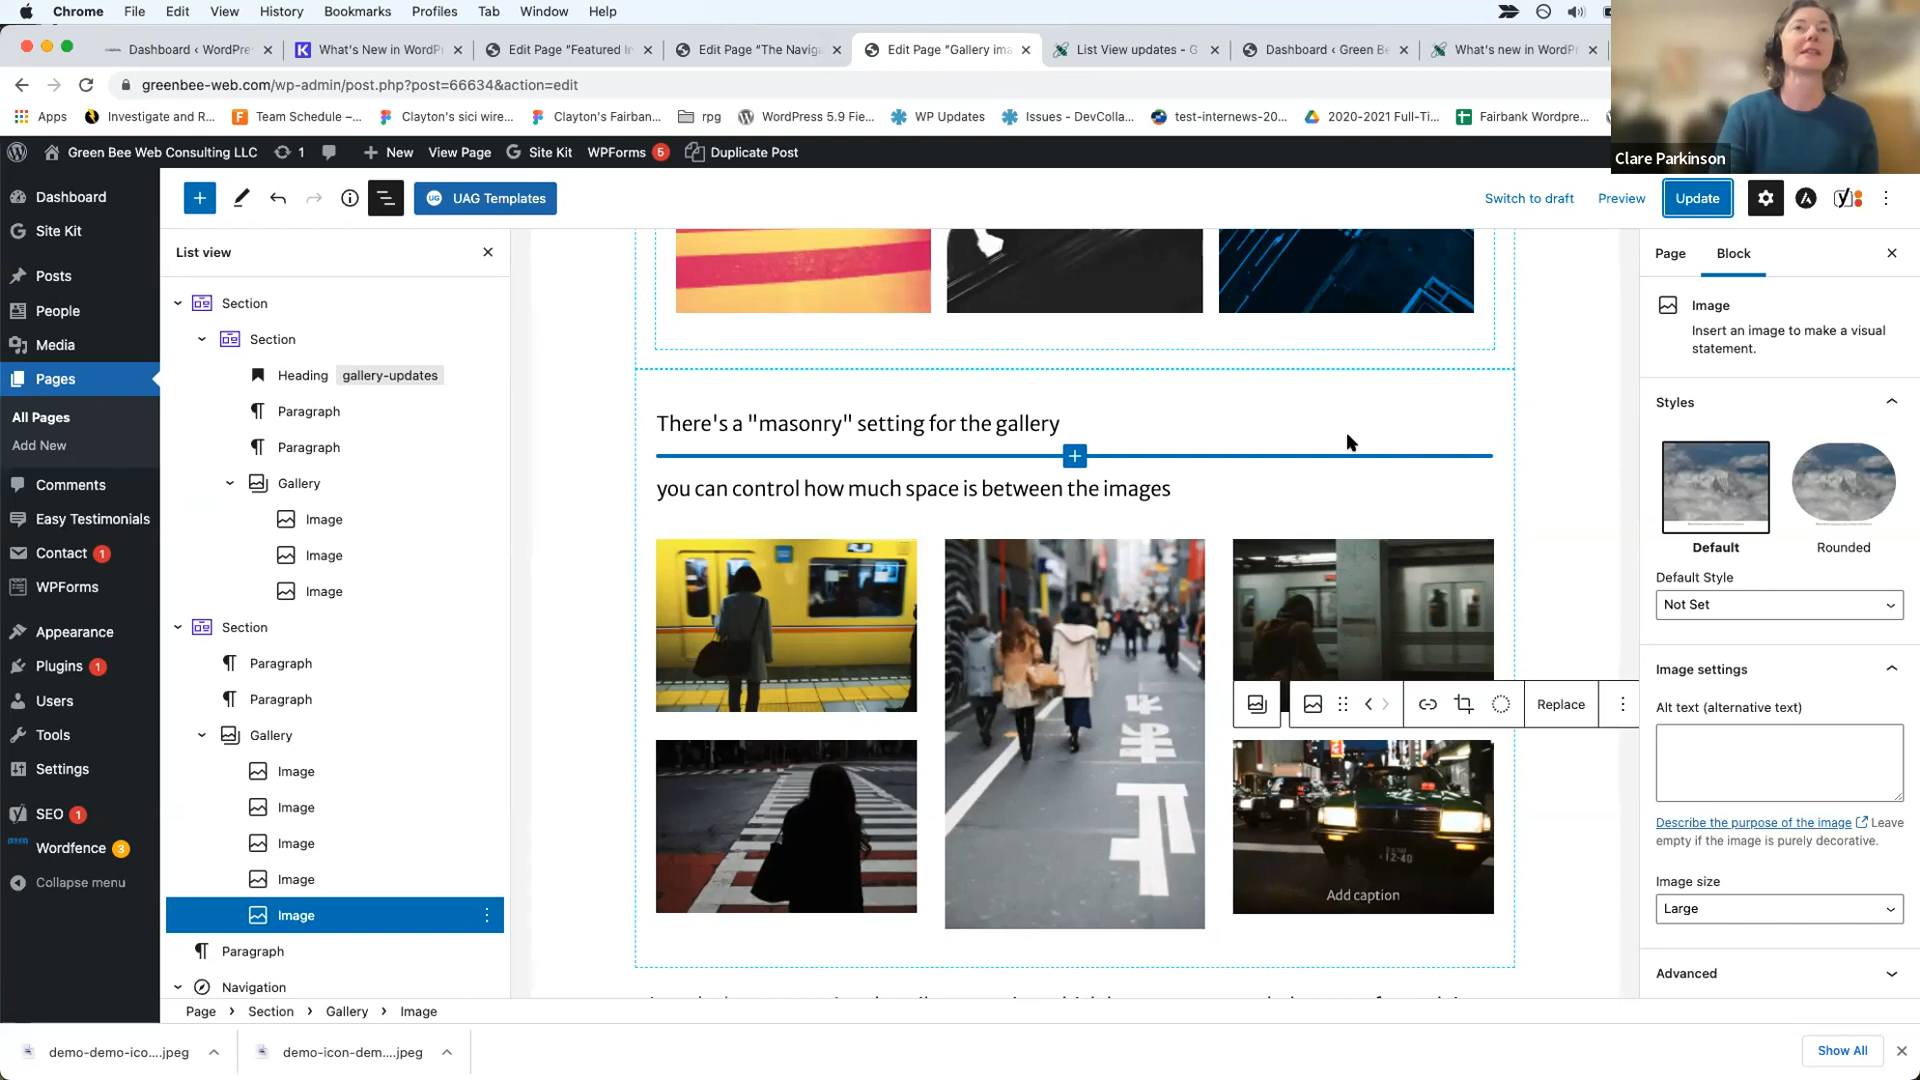 Chrome File Edit View History Bookmarks Profiles Tab Window Help
Dashboard ‹ WordPre
What's New in WordP
Edit Page "Featured I
Edit Page "The Naviga
Edit Page "Gallery ima
List View updates - G
Dashboard ‹ Green Be
What's new in WordP
greenbee-web.com/wp-admin/post.php?post=66634&action=edit
Apps
Investigate and R...
Team Schedule –...
Clayton's sici wire...
Clayton's Fairban...
rpg
WordPress 5.9 Fie...
WP Updates
Issues - DevColla...
test-internews-20...
2020-2021 Full-Ti...
Fairbank Wordpre...
Clare Parkinson
Green Bee Web Consulting LLC 1 New View Page Site Kit WPForms 5 Duplicate Post
Dashboard
Site Kit
Posts
People
Media
Pages
All Pages
Add New
Comments
Easy Testimonials
Contact 1
WPForms
Appearance
Plugins 1
Users
Tools
Settings
SEO 1
Wordfence 3
Collapse menu
UAG Templates
Switch to draft Preview Update
List view
Section
Section
Heading gallery-updates
Paragraph
Paragraph
Gallery
Image
Image
Image
Section
Paragraph
Paragraph
Gallery
Image
Image
Image
Image
Image
Paragraph
Navigation
There's a "masonry" setting for the gallery
you can control how much space is between the images
Replace
12-40
Add caption
Page Block
Image
Insert an image to make a visual
statement.
Styles
Default Rounded
Default Style
Not Set
Image settings
Alt text (alternative text)
Describe the purpose of the image Leave
empty if the image is purely decorative.
Image size
Large
Advanced
Page › Section › Gallery › Image
demo-demo-ico....jpeg
demo-icon-dem....jpeg
Show All